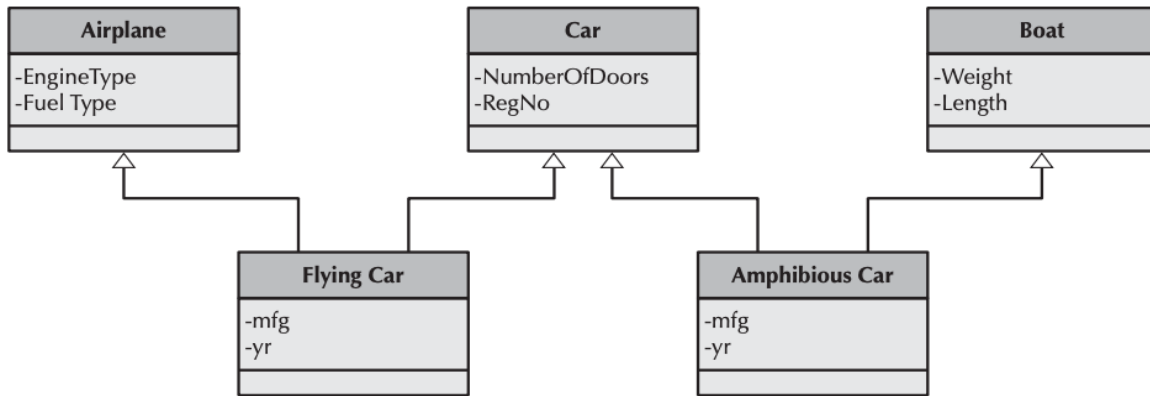 Airplane
-EngineType
-Fuel Type
Car
-NumberOfDoors
-RegNo
Boat
-Weight
-Length
Flying Car
-mfg
-yr
Amphibious Car
-mfg
-yr